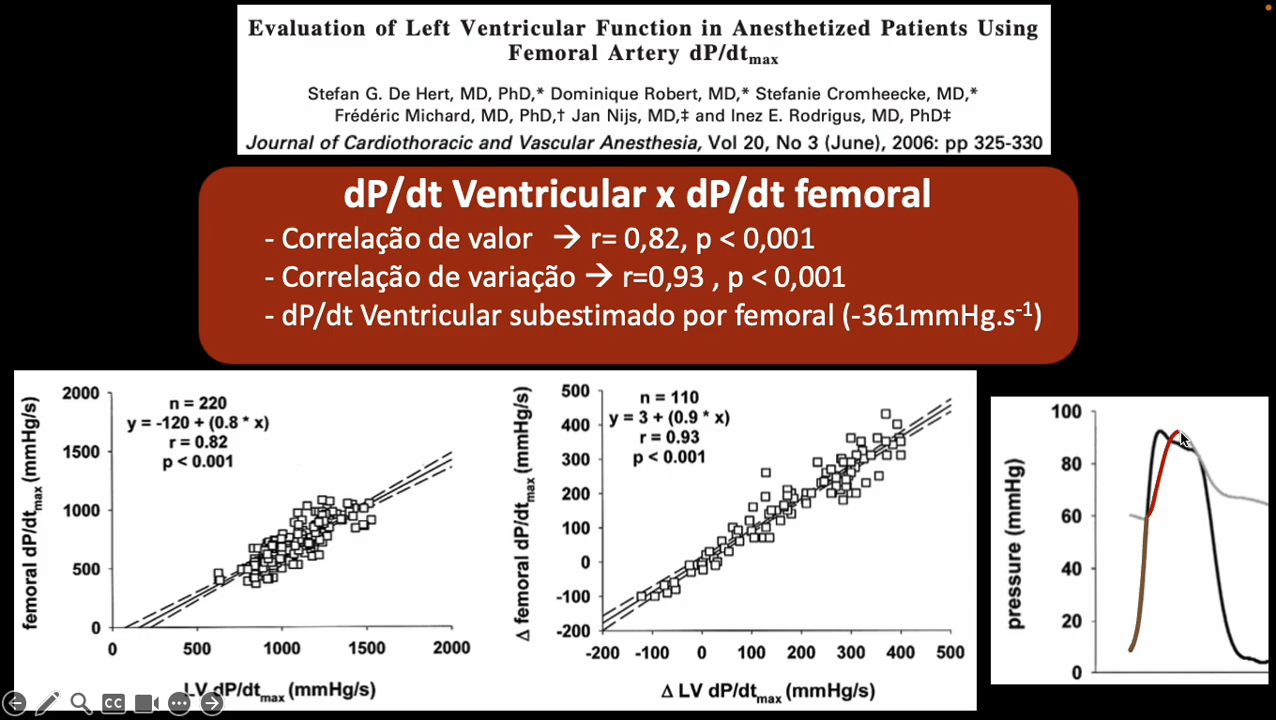 Evaluation of Left Ventricular Function in Anesthetized Patients Using
Femoral Artery dP/dtmax
Stefan G. De Hert, MD, PhD,* Dominique Robert, MD,* Stefanie Cromheecke, MD,*
Frédéric Michard, MD, PhD,† Jan Nijs, MD,‡ and Inez E. Rodrigus, MD, PhD‡
Journal of Cardiothoracic and Vascular Anesthesia, Vol 20, No 3 (June), 2006: pp 325-330
dP/dt Ventricular x dP/dt femoral
- Correlação de valor → r= 0,82, p < 0,001
- Correlação de variação → r=0,93 , p < 0,001
- dP/dt Ventricular subestimado por femoral (-361mmHg.s-1)
femoral dP/dtmax (mmHg/s)
2000
1500
1000
500
0
n = 220
y = -120 + (0.8 * x)
r = 0.82
p < 0.001
0 500 1000 1500 2000
LV dP/dtmax (mmHg/s)
Δ femoral dP/dtmax (mmHg/s)
500
400
300
200
100
0
-100
-200
n = 110
y = 3 + (0.9 * x)
r = 0.93
p < 0.001
-200 -100 0 100 200 300 400 500
Δ LV dP/dtmax (mmHg/s)
pressure (mmHg)
100
80
60
40
20
0
CC